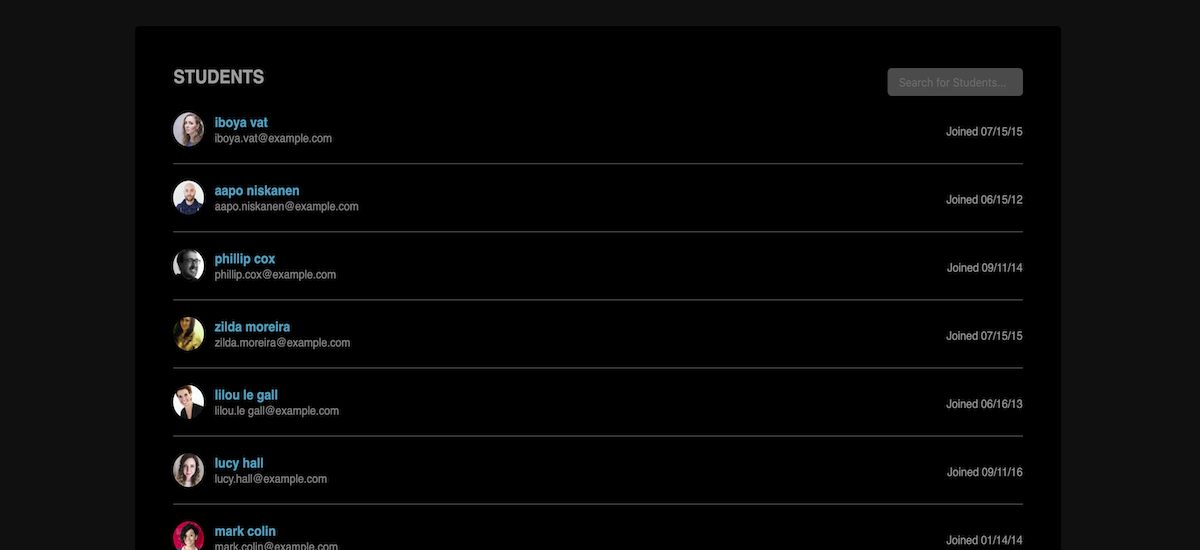 STUDENTS
Search for Students...
iboya vat
iboya.vat@example.com
Joined 07/15/15
aapo niskanen
aapo.niskanen@example.com
Joined 06/15/12
phillip cox
phillip.cox@example.com
Joined 09/11/14
zilda moreira
zilda.moreira@example.com
Joined 07/15/15
lilou le gall
lilou.le gall@example.com
Joined 06/16/13
lucy hall
lucy.hall@example.com
Joined 09/11/16
mark colin
mark.colin@example.com
Joined 01/14/14